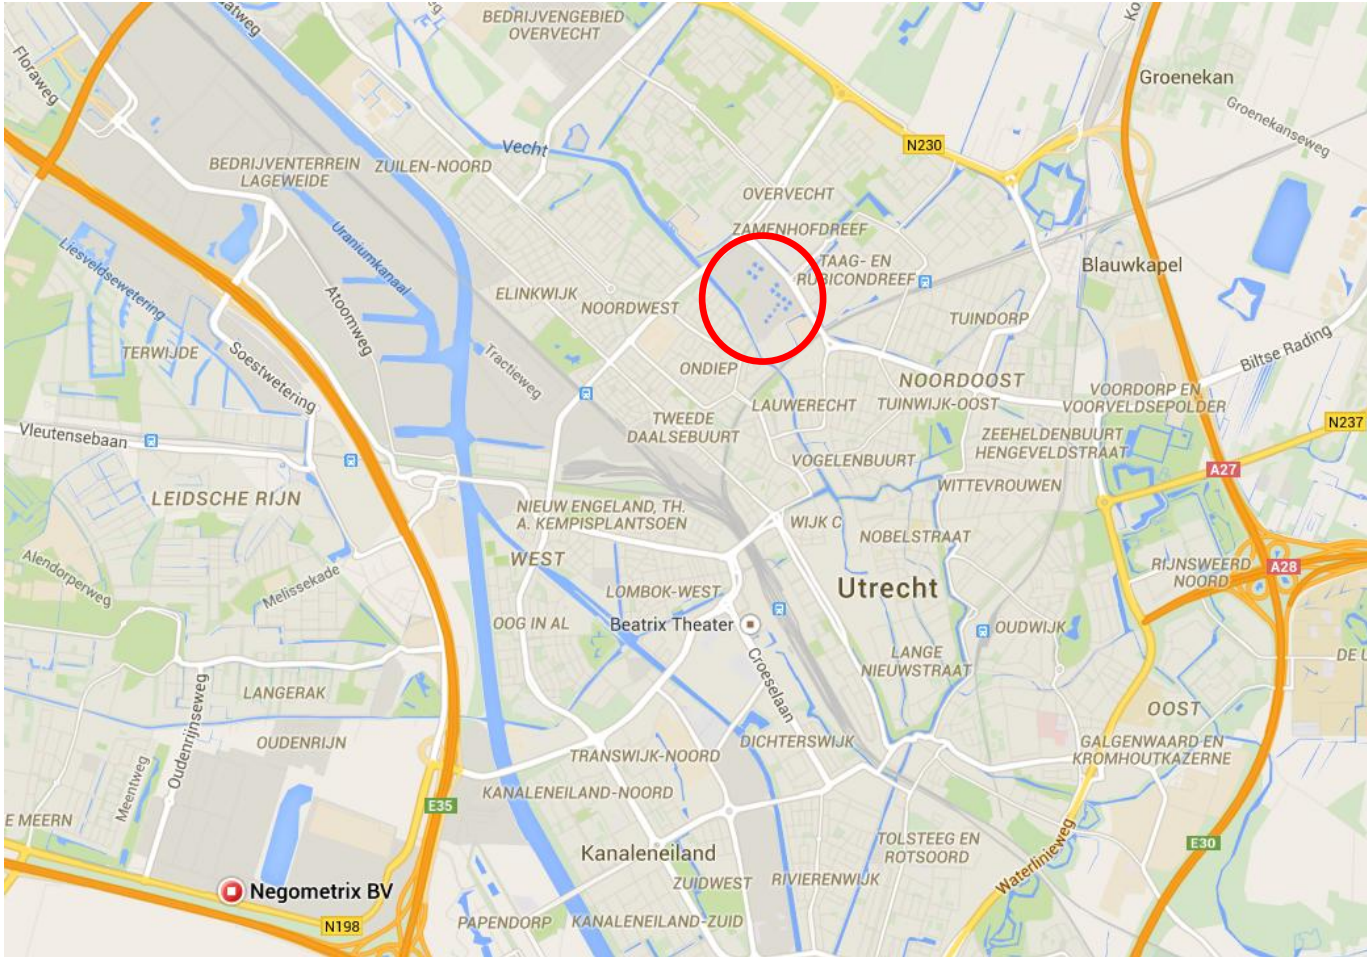 BEDRIJVENGEBIED
OVERVECHT
Floraweg
Groenekan
Groenekanseweg
N230
Vecht
BEDRIJVENTERREIN
LAGEWEIDE
ZUILEN-NOORD
OVERVECHT
ZAMENHOFDREEF
Liesveldsewetering
Uraniumkanaal
TAAG- EN
RUBICONDREEF
Blauwkapel
ELINKWIJK
NOORDWEST
Atoomweg
TUINDORP
TERWIJDE
Soestwetering
Tractieweg
ONDIEP
NOORDOOST
Biltse Rading
LAUWERECHT
TUINWIJK-OOST
VOORDORP EN
VOORVELDSEPOLDER
TWEEDE
DAALSEBUURT
N237
Vleutensebaan
ZEEHELDENBUURT
HENGEVELDSTRAAT
VOGELENBUURT
A27
WITTEVROUWEN
LEIDSCHE RIJN
NIEUW ENGELAND, TH.
A. KEMPISPLANTSOEN
WIJK C
NOBELSTRAAT
WEST
RIJNSWEERD
NOORD
A28
Alendorperweg
Melissekade
LOMBOK-WEST
Utrecht
OOG IN AL
Beatrix Theater
OUDWIJK
DE U
LANGE
NIEUWSTRAAT
Croeselaan
LANGERAK
Oudenrijnseweg
OOST
OUDENRIJN
TRANSWIJK-NOORD
DICHTERSWIJK
GALGENWAARD EN
KROMHOUTKAZERNE
Meentweg
KANALENEILAND-NOORD
E35
E MEERN
TOLSTEEG EN
ROTSOORD
E30
Kanaleneiland
Waterlinieweg
ZUIDWEST
RIVIERENWIJK
Negometrix BV
N198
PAPENDORP
KANALENEILAND-ZUID